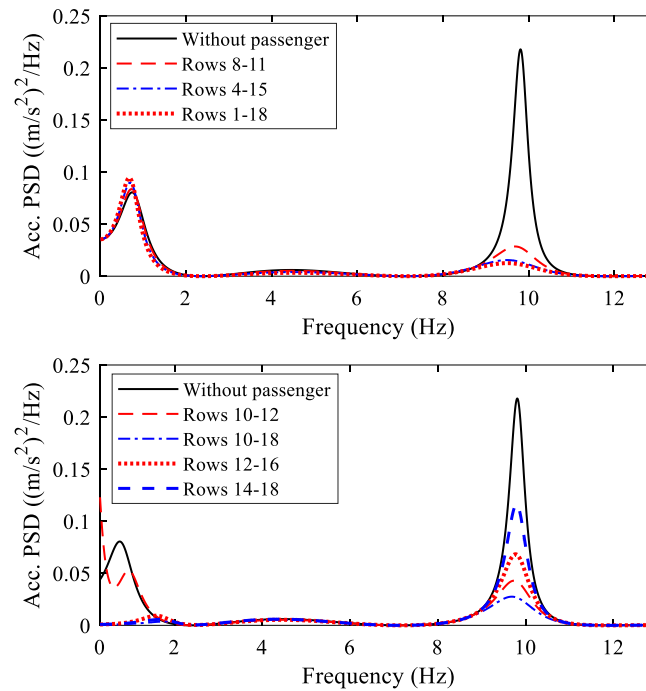 0.25
0.2
0.15
0.1
0.05
0
Acc. PSD ((m/s²)²/Hz)
Without passenger
Rows 8-11
Rows 4-15
Rows 1-18
0 2 4 6 8 10 12
Frequency (Hz)
0.25
0.2
0.15
0.1
0.05
0
Acc. PSD ((m/s²)²/Hz)
Without passenger
Rows 10-12
Rows 10-18
Rows 12-16
Rows 14-18
0 2 4 6 8 10 12
Frequency (Hz)